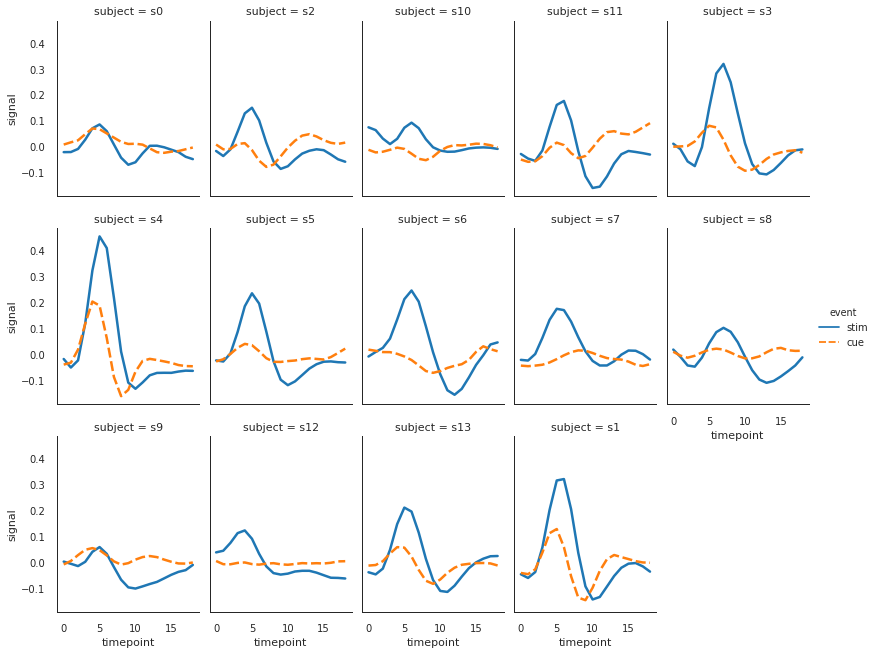 subject = s0 subject = s2 subject = s10 subject = s11 subject = s3
signal
0.4
0.3
0.2
0.1
0.0
−0.1
subject = s4 subject = s5 subject = s6 subject = s7 subject = s8
signal
0.4
0.3
0.2
0.1
0.0
−0.1
0 5 10 15
timepoint
event
stim
cue
subject = s9 subject = s12 subject = s13 subject = s1
signal
0.4
0.3
0.2
0.1
0.0
−0.1
0 5 10 15 0 5 10 15 0 5 10 15 0 5 10 15
timepoint timepoint timepoint timepoint